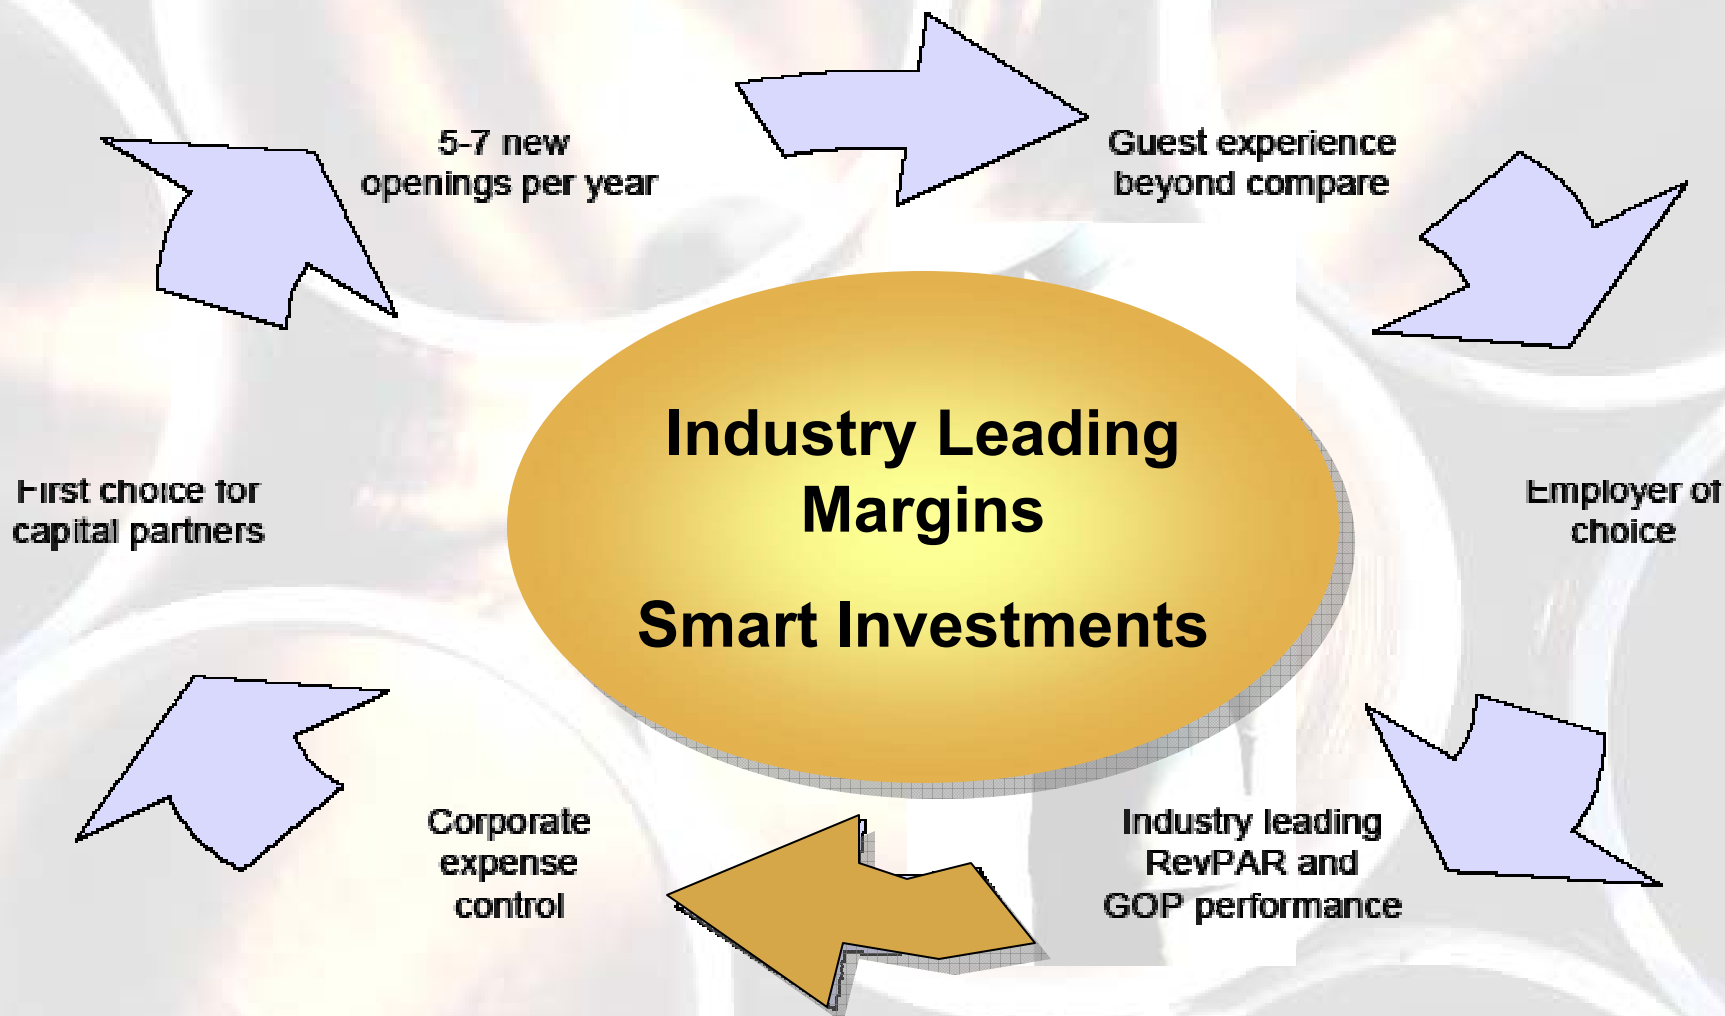 5-7 new
openings per year
Guest experience
beyond compare
First choice for
capital partners
Industry Leading
Margins
Smart Investments
Employer of
choice
Corporate
expense
control
Industry leading
RevPAR and
GOP performance